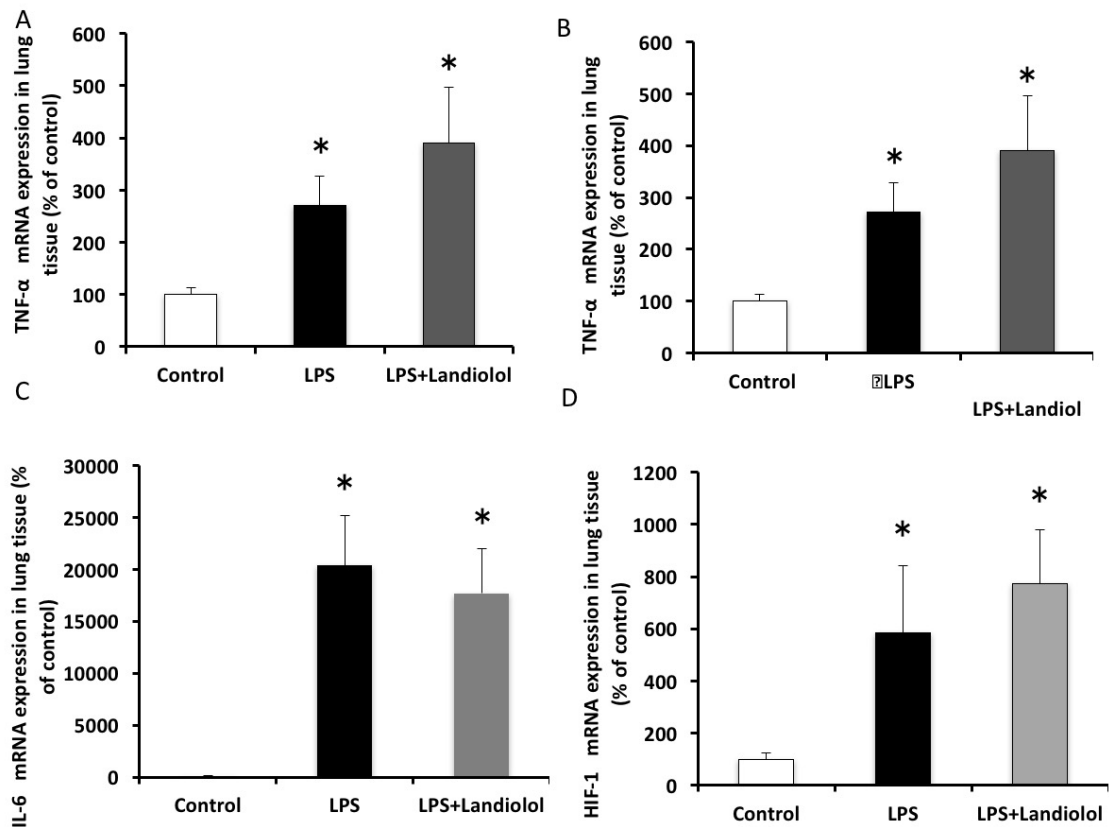 A
TNF-α mRNA expression in lung
tissue (% of control)
600
500
400
300
200
100
0
*
*
Control LPS LPS+Landiolol
B
TNF-α mRNA expression in lung
tissue (% of control)
600
500
400
300
200
100
0
*
*
Control ⍰LPS
LPS+Landiol
C
IL-6 mRNA expression in lung tissue (%
of control)
30000
25000
20000
15000
10000
5000
0
*
*
Control LPS LPS+Landiolol
D
HIF-1 mRNA expression in lung tissue
(% of control)
1200
1000
800
600
400
200
0
*
*
Control LPS LPS+Landiolol